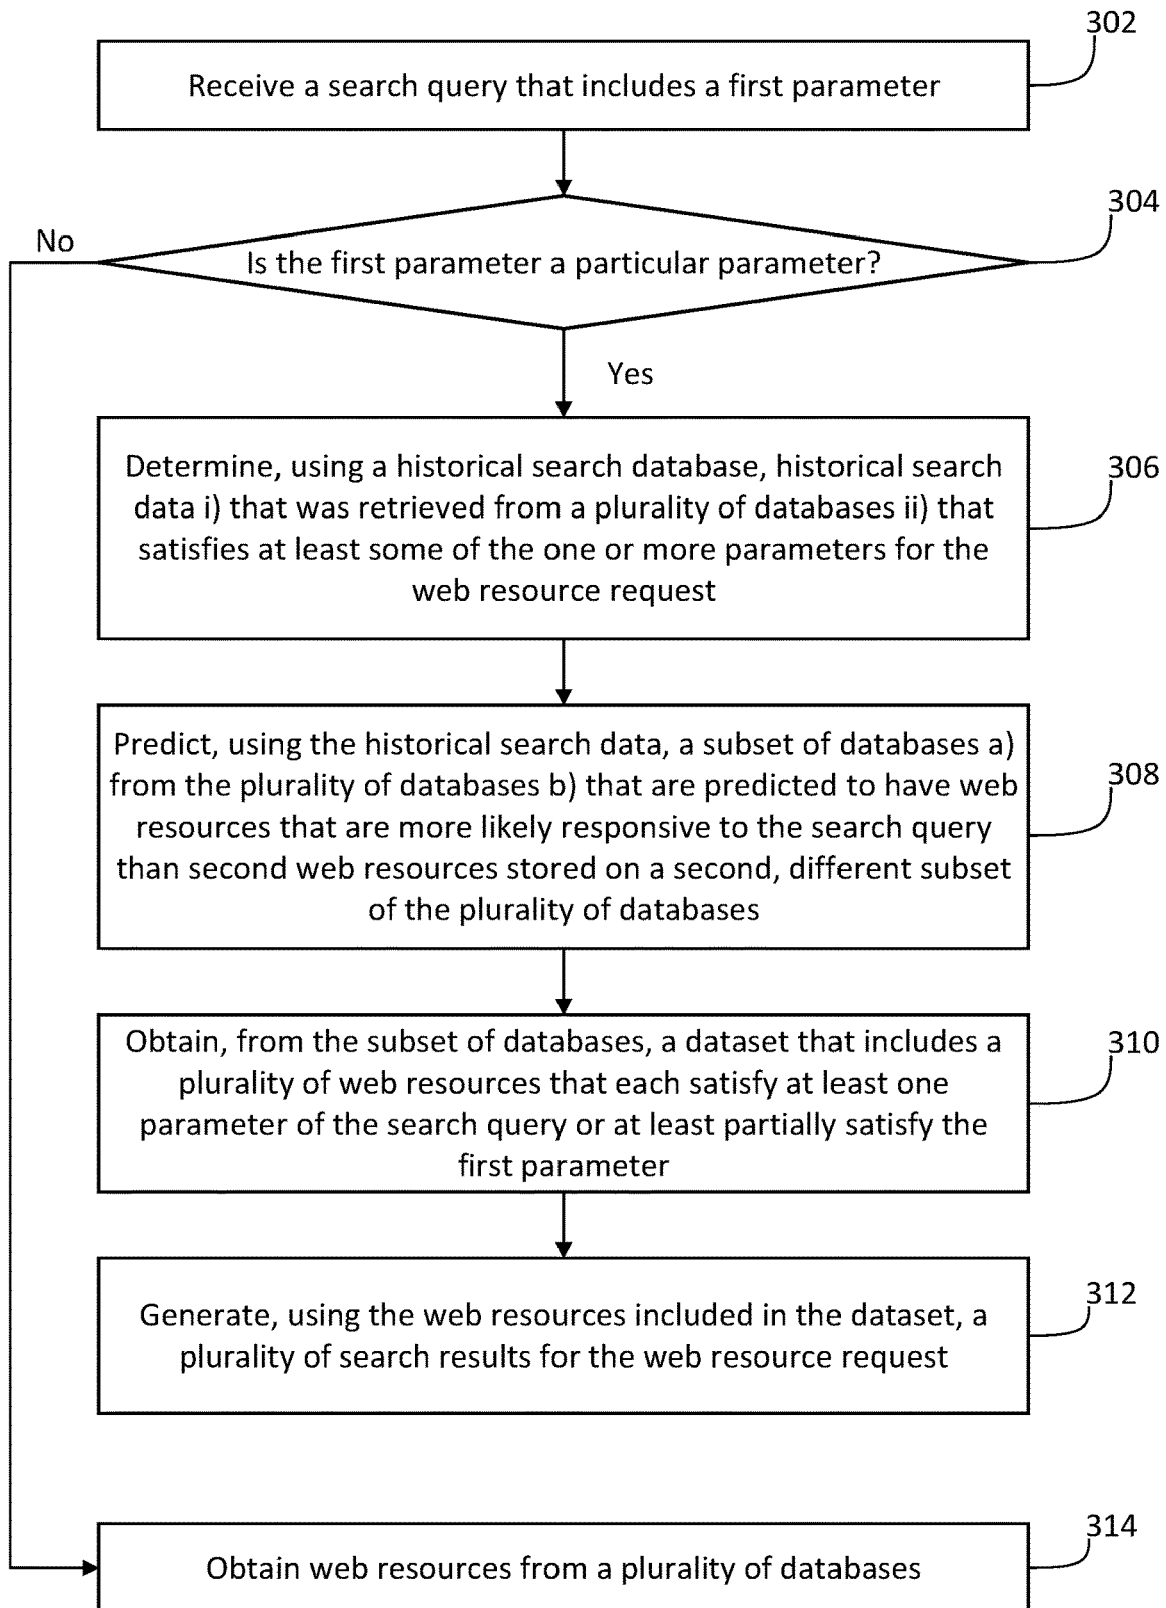 302
Receive a search query that includes a first parameter
304
No
Is the first parameter a particular parameter?
Yes
Determine, using a historical search database, historical search
data i) that was retrieved from a plurality of databases ii) that
satisfies at least some of the one or more parameters for the
web resource request
306
Predict, using the historical search data, a subset of databases a)
from the plurality of databases b) that are predicted to have web
resources that are more likely responsive to the search query
than second web resources stored on a second, different subset
of the plurality of databases
308
Obtain, from the subset of databases, a dataset that includes a
plurality of web resources that each satisfy at least one
parameter of the search query or at least partially satisfy the
first parameter
310
Generate, using the web resources included in the dataset, a
plurality of search results for the web resource request
312
314
Obtain web resources from a plurality of databases